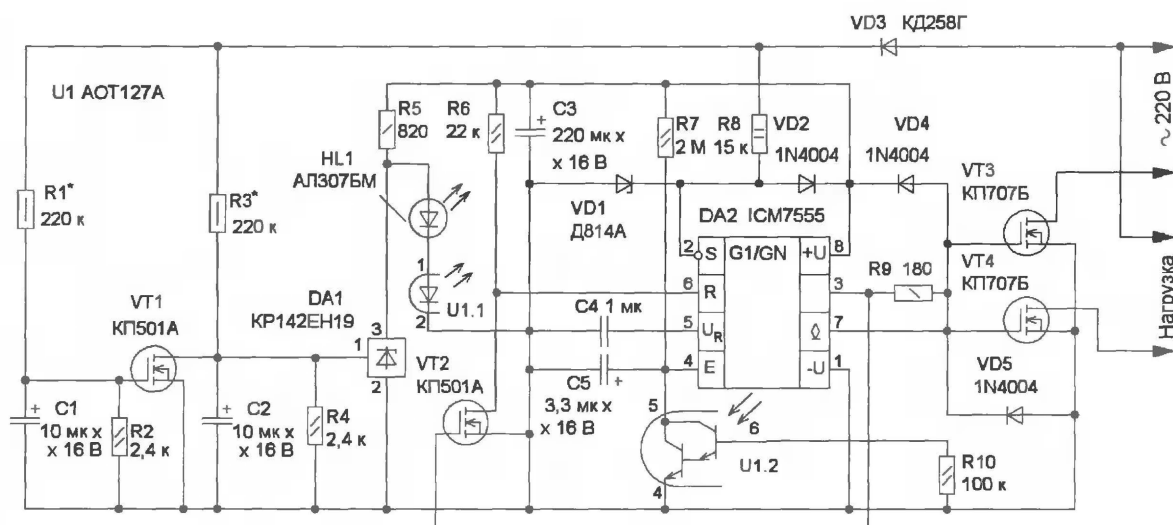 VD3 КД258Г
U1 АОТ127А
R5
820
R6
22 к
C3
220 мк х
х 16 В
R7
2 М
R8
15 к
VD2
1N4004
VD4
1N4004
~ 220 В
HL1
АЛ307БМ
R1*
220 к
R3*
220 к
VD1
Д814А
DA2 ICM7555
VT3
КП707Б
2
S
G1/GN
+U
8
6
R
3
R9 180
VT4
КП707Б
Нагрузка
1
U1.1
2
VT1
КП501А
DA1
КР142ЕН19
3
1
2
C4 1 мк
5
UR
7
4
E
-U
1
VT2
КП501А
C5
3,3 мк х
х 16 В
VD5
1N4004
C1
10 мк х
х 16 В
R2
2,4 к
C2
10 мк х
х 16 В
R4
2,4 к
5
6
U1.2
4
R10
100 к